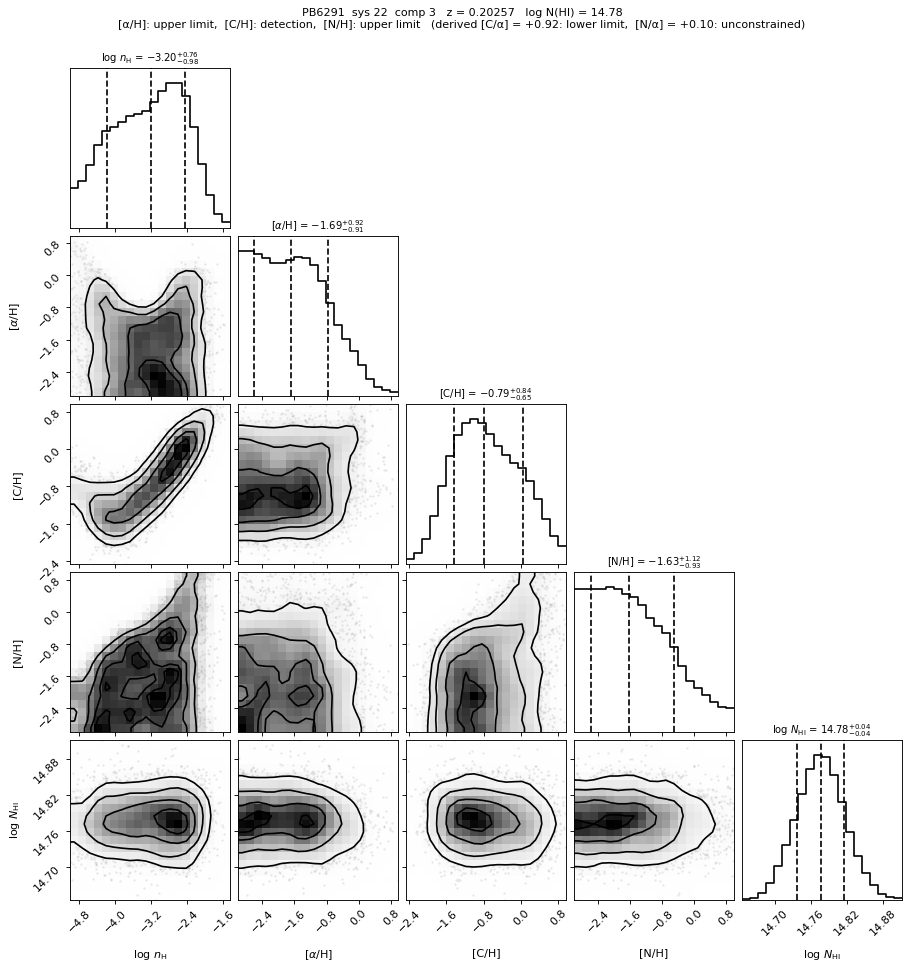 PB6291 sys 22 comp 3 z = 0.20257 log N(HI) = 14.78
[α/H]: upper limit, [C/H]: detection, [N/H]: upper limit (derived [C/α] = +0.92: lower limit, [N/α] = +0.10: unconstrained)
log n_H = −3.20 +0.76 −0.98
[α/H] = −1.69 +0.92 −0.91
0.8
0.0
−0.8
−1.6
−2.4
[α/H]
[C/H] = −0.79 +0.84 −0.65
0.8
0.0
−0.8
−1.6
−2.4
[C/H]
[N/H] = −1.63 +1.12 −0.93
0.8
0.0
−0.8
−1.6
−2.4
[N/H]
log N_HI = 14.78 +0.04 −0.04
14.88
14.82
14.76
14.70
log N_HI
−4.8 −4.0 −3.2 −2.4 −1.6
−2.4 −1.6 −0.8 0.0 0.8
−2.4 −1.6 −0.8 0.0 0.8
−2.4 −1.6 −0.8 0.0 0.8
14.70 14.76 14.82 14.88
log n_H [α/H] [C/H] [N/H] log N_HI